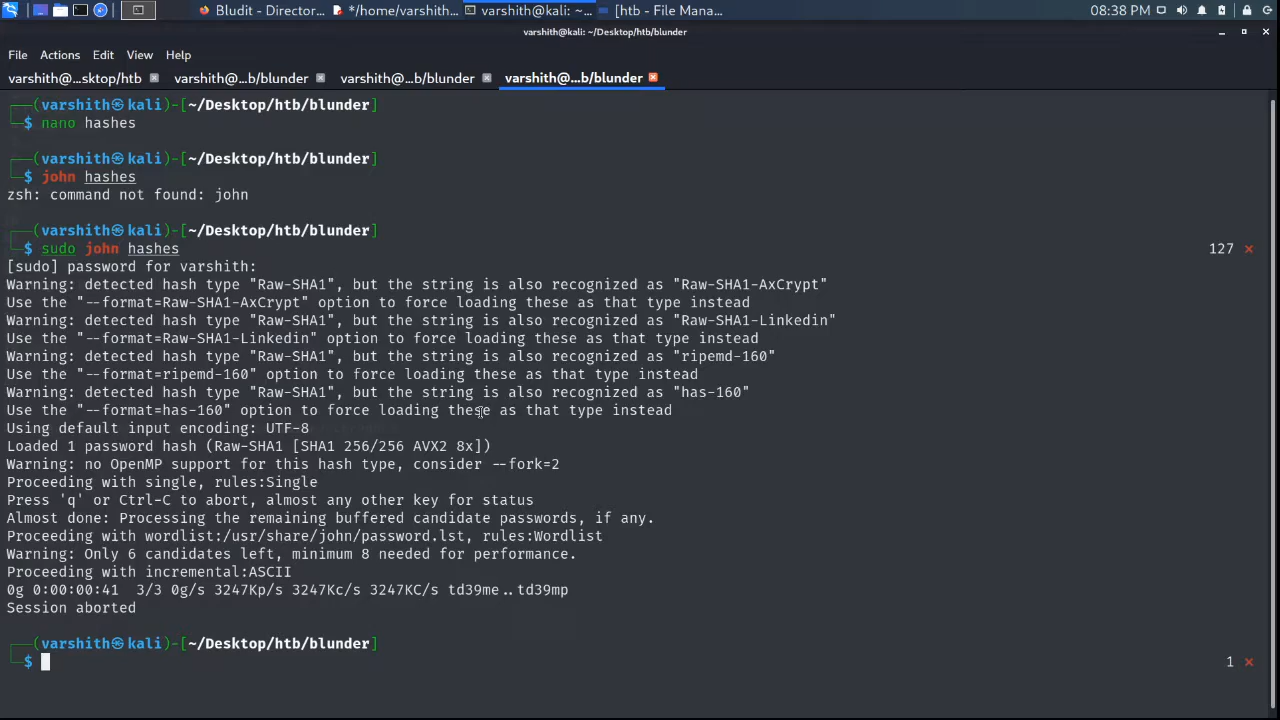 Bludit - Director...
*/home/varshith...
varshith@kali: ~...
[htb - File Mana...
08:38 PM
varshith@kali: ~/Desktop/htb/blunder
File Actions Edit View Help
varshith@...sktop/htb
varshith@...b/blunder
varshith@...b/blunder
varshith@...b/blunder
(varshith㉿kali)-[~/Desktop/htb/blunder]
$ nano hashes
(varshith㉿kali)-[~/Desktop/htb/blunder]
$ john hashes
zsh: command not found: john
(varshith㉿kali)-[~/Desktop/htb/blunder]
$ sudo john hashes 127 ×
[sudo] password for varshith:
Warning: detected hash type "Raw-SHA1", but the string is also recognized as "Raw-SHA1-AxCrypt"
Use the "--format=Raw-SHA1-AxCrypt" option to force loading these as that type instead
Warning: detected hash type "Raw-SHA1", but the string is also recognized as "Raw-SHA1-Linkedin"
Use the "--format=Raw-SHA1-Linkedin" option to force loading these as that type instead
Warning: detected hash type "Raw-SHA1", but the string is also recognized as "ripemd-160"
Use the "--format=ripemd-160" option to force loading these as that type instead
Warning: detected hash type "Raw-SHA1", but the string is also recognized as "has-160"
Use the "--format=has-160" option to force loading these as that type instead
Using default input encoding: UTF-8
Loaded 1 password hash (Raw-SHA1 [SHA1 256/256 AVX2 8x])
Warning: no OpenMP support for this hash type, consider --fork=2
Proceeding with single, rules:Single
Press 'q' or Ctrl-C to abort, almost any other key for status
Almost done: Processing the remaining buffered candidate passwords, if any.
Proceeding with wordlist:/usr/share/john/password.lst, rules:Wordlist
Warning: Only 6 candidates left, minimum 8 needed for performance.
Proceeding with incremental:ASCII
0g 0:00:00:41 3/3 0g/s 3247Kp/s 3247Kc/s 3247KC/s td39me..td39mp
Session aborted
(varshith㉿kali)-[~/Desktop/htb/blunder]
$ 1 ×